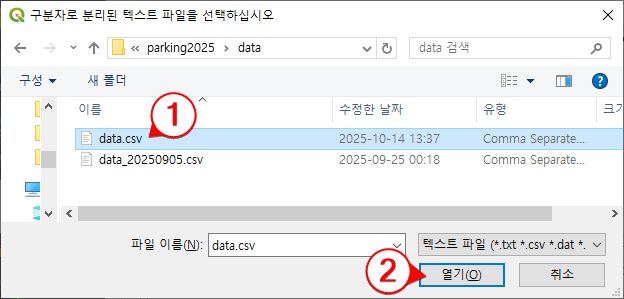 구분자로 분리된 텍스트 파일을 선택하십시오
« parking2025 › data
data 검색
구성 새 폴더
이름 수정한 날짜 유형 크기
1
data.csv 2025-10-14 13:37 Comma Separate...
data_20250905.csv 2025-09-25 00:18 Comma Separate...
파일 이름(N): data.csv 텍스트 파일 (*.txt *.csv *.dat *.
2
열기(O) 취소